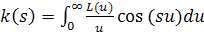 k(s) = ∫₀^∞ L(u)/u cos (su)du